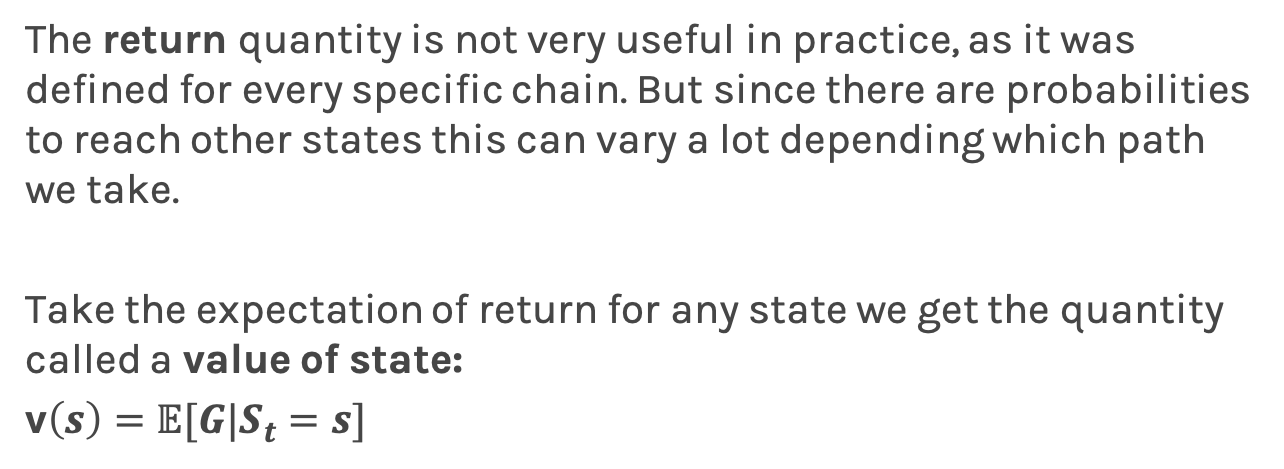 The return quantity is not very useful in practice, as it was
defined for every specific chain. But since there are probabilities
to reach other states this can vary a lot depending which path
we take.
Take the expectation of return for any state we get the quantity
called a value of state:
v(s) = 𝔼[G|Sₜ = s]